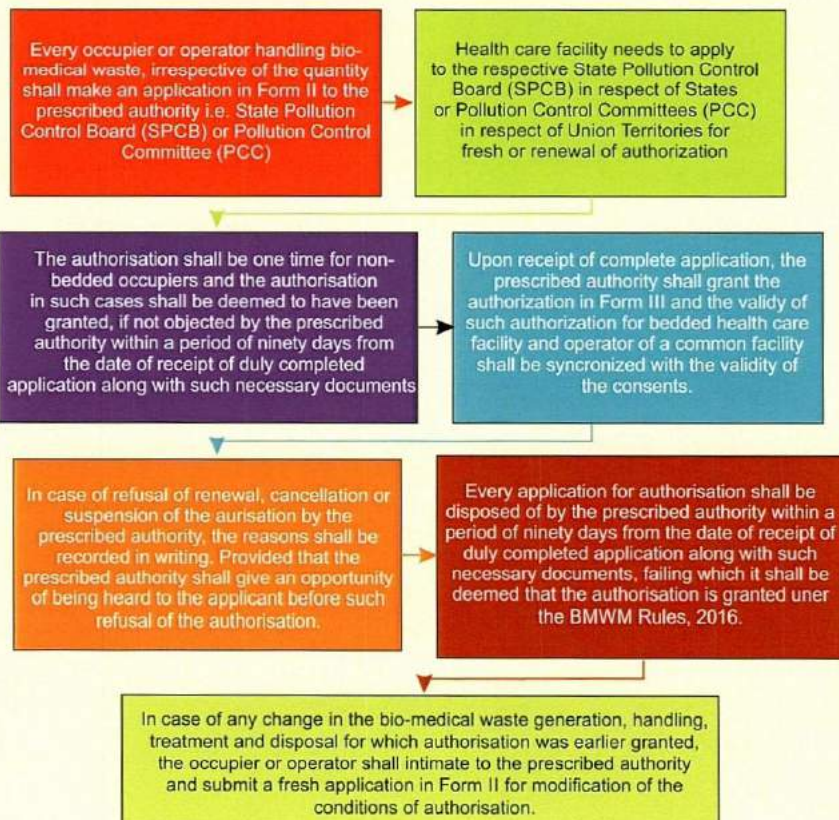 Every occupier or operator handling bio-
medical waste, irrespective of the quantity
shall make an application in Form II to the
prescribed authority i.e. State Pollution
Control Board (SPCB) or Pollution Control
Committee (PCC)
Health care facility needs to apply
to the respective State Pollution Control
Board (SPCB) in respect of States
or Pollution Control Committees (PCC)
in respect of Union Territories for
fresh or renewal of authorization
The authorisation shall be one time for non-
bedded occupiers and the authorisation
in such cases shall be deemed to have been
granted, if not objected by the prescribed
authority within a period of ninety days from
the date of receipt of duly completed
application along with such necessary documents
Upon receipt of complete application, the
prescribed authority shall grant the
authorization in Form III and the validy of
such authorization for bedded health care
facility and operator of a common facility
shall be syncronized with the validity of
the consents.
In case of refusal of renewal, cancellation or
suspension of the aurisation by the
prescribed authority, the reasons shall be
recorded in writing. Provided that the
prescribed authority shall give an opportunity
of being heard to the applicant before such
refusal of the authorisation.
Every application for authorisation shall be
disposed of by the prescribed authority within a
period of ninety days from the date of receipt of
duly completed application along with such
necessary documents, failing which it shall be
deemed that the authorisation is granted uner
the BMWM Rules, 2016.
In case of any change in the bio-medical waste generation, handling,
treatment and disposal for which authorisation was earlier granted,
the occupier or operator shall intimate to the prescribed authority
and submit a fresh application in Form II for modification of the
conditions of authorisation.